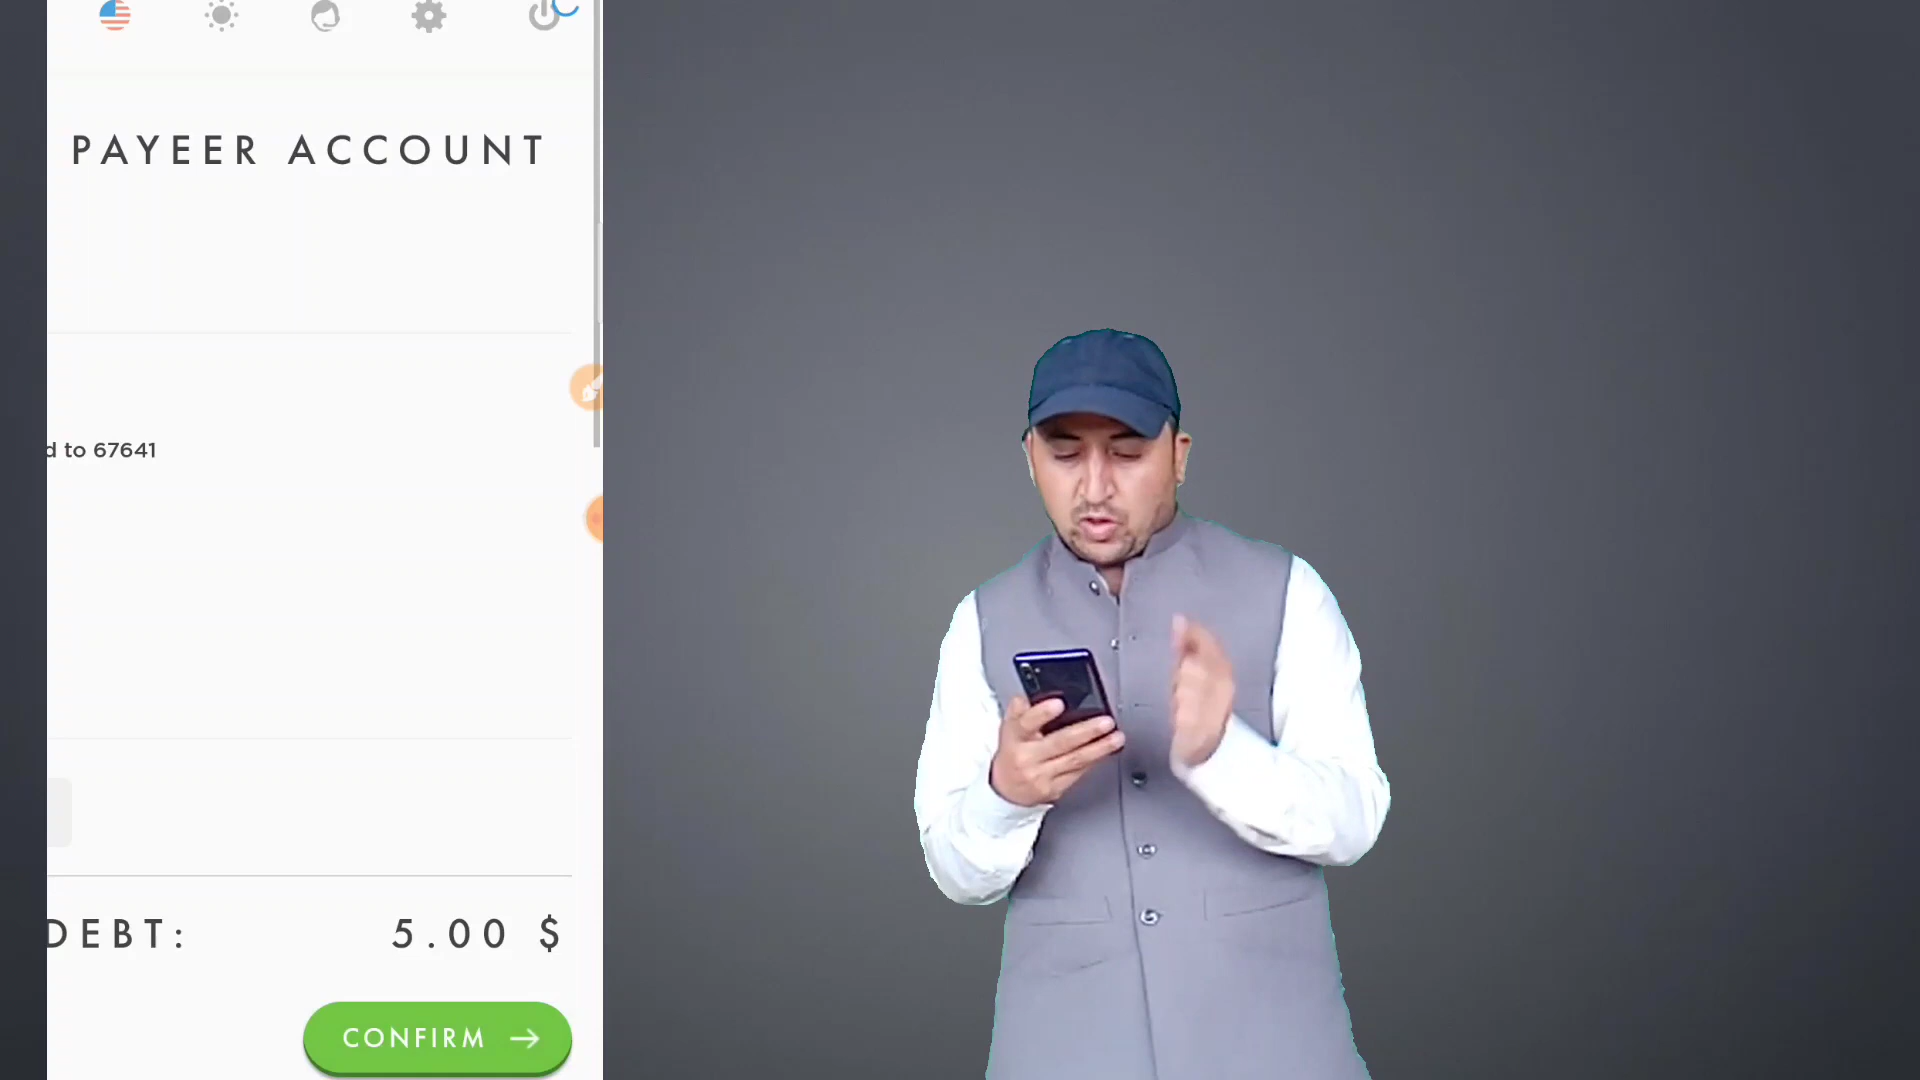 PAYEER ACCOUNT
d to 67641
DEBT: 5.00 $
CONFIRM